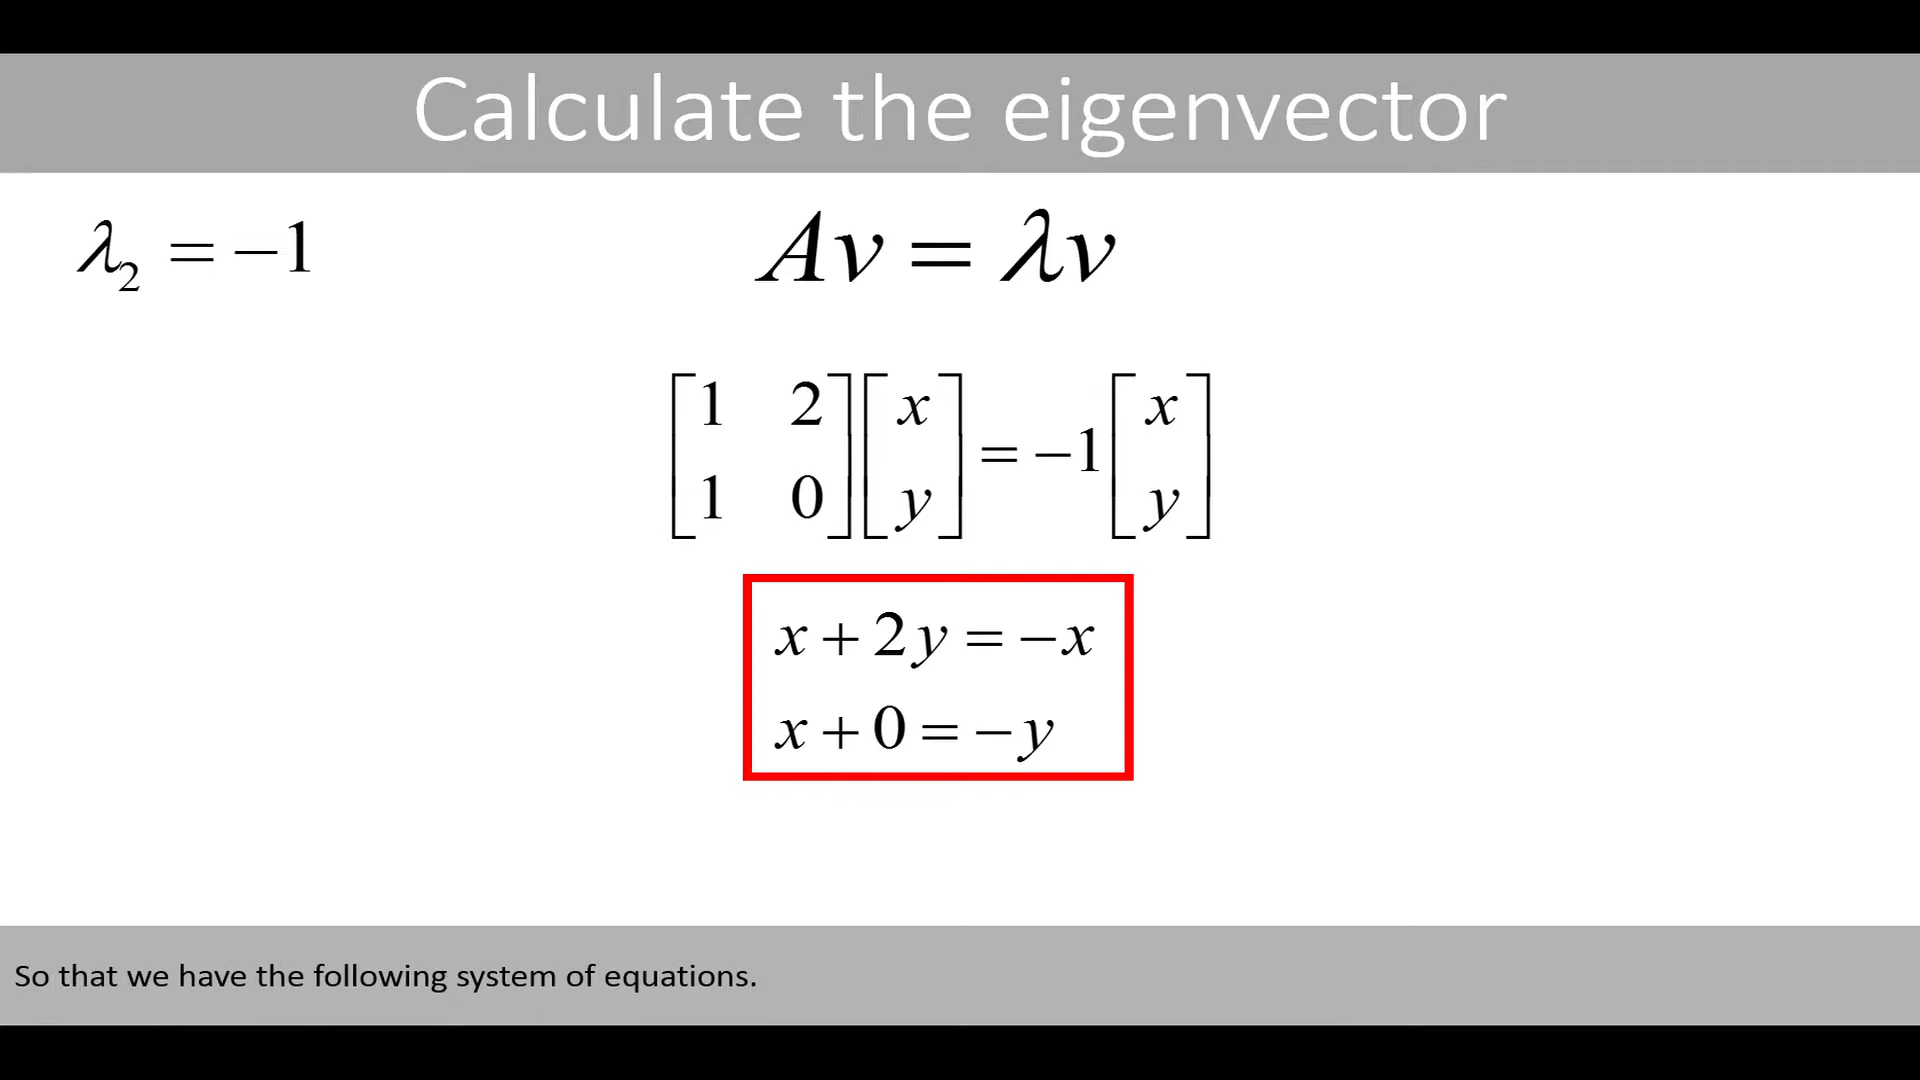 Calculate the eigenvector
λ₂ = −1
Av = λv
[1 2; 1 0] [x; y] = −1 [x; y]
x + 2y = −x
x + 0 = −y
So that we have the following system of equations.